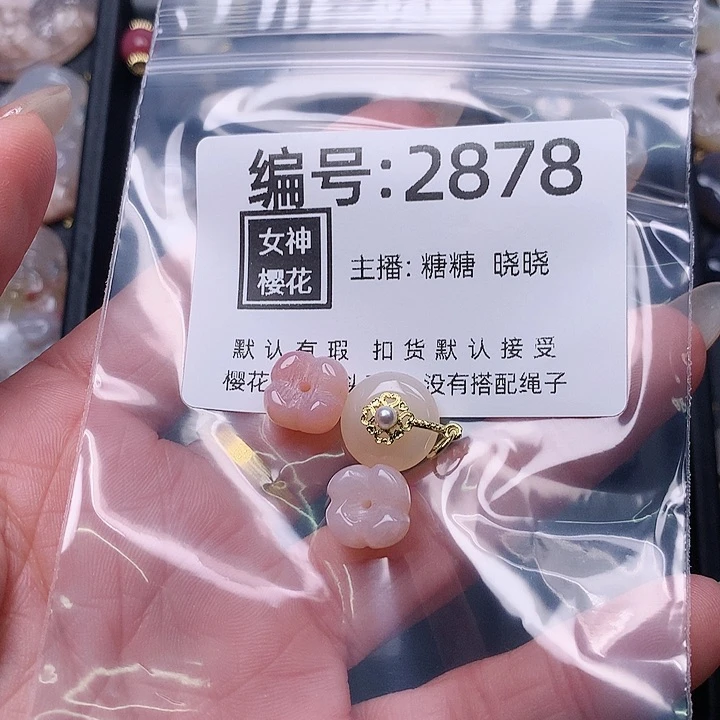 编号:2878
女神
樱花
主播: 糖糖 晓晓
默认有瑕 扣货默认接受
樱花 没有搭配绳子